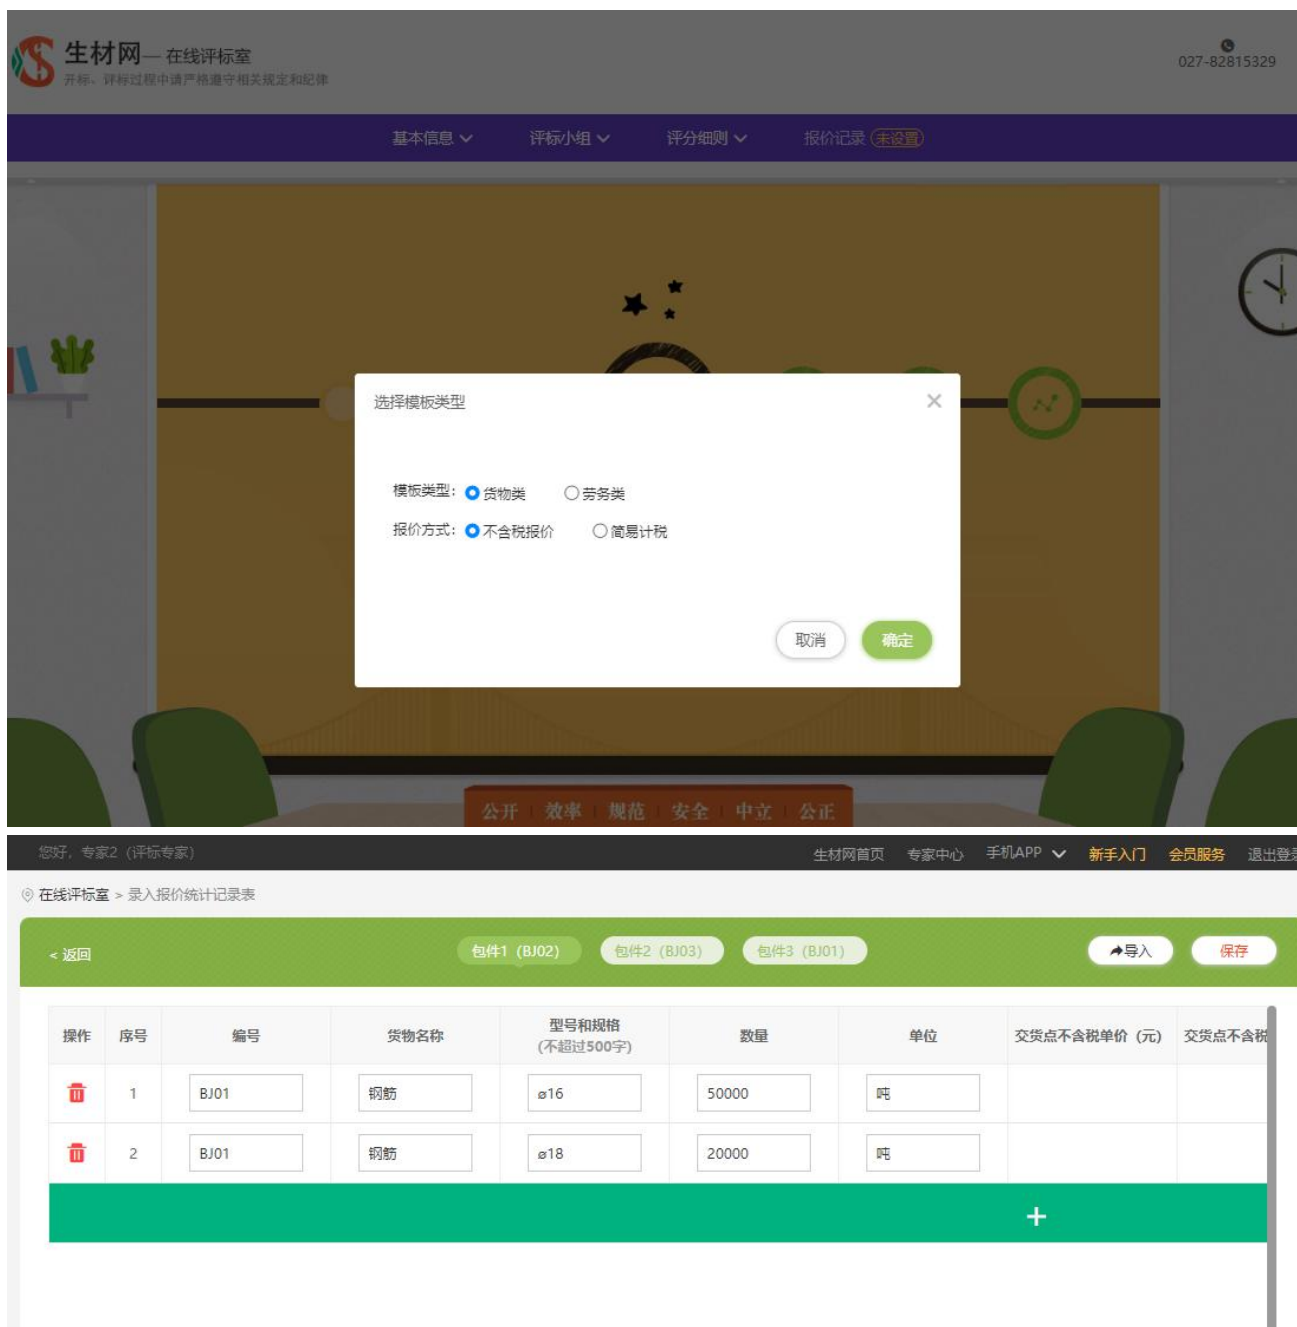 生材网— 在线评标室
开标、评标过程中请严格遵守相关规定和纪律
027-82815329
基本信息 评标小组 评分细则 报价记录 未设置
选择模板类型
模板类型： 货物类 劳务类
报价方式： 不含税报价 简易计税
取消 确定
公开 效率 规范 安全 中立 公正
您好，专家2（评标专家） 生材网首页 专家中心 手机APP 新手入门 会员服务 退出登录
在线评标室 > 录入报价统计记录表
< 返回 包件1（BJ02） 包件2（BJ03） 包件3（BJ01） 导入 保存
操作 序号 编号 货物名称 型号和规格 数量 单位 交货点不含税单价（元） 交货点不含税
(不超过500字)
1 BJ01 钢筋 ø16 50000 吨
2 BJ01 钢筋 ø18 20000 吨
+